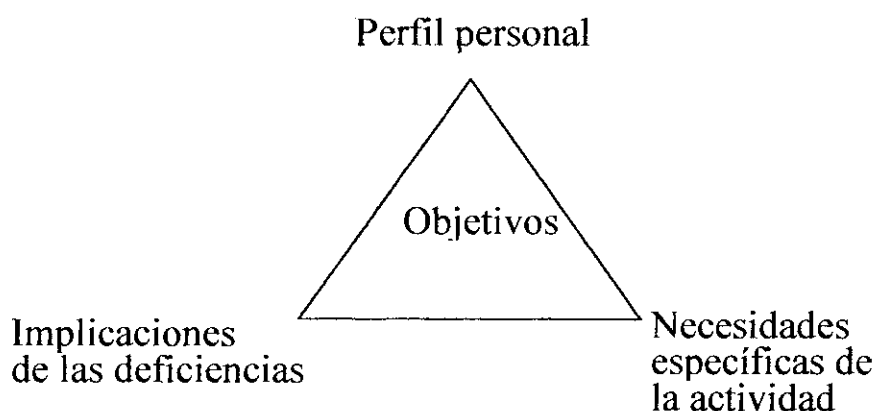 Perfil personal
Objetivos
Implicaciones
de las deficiencias
Necesidades
específicas de
la actividad